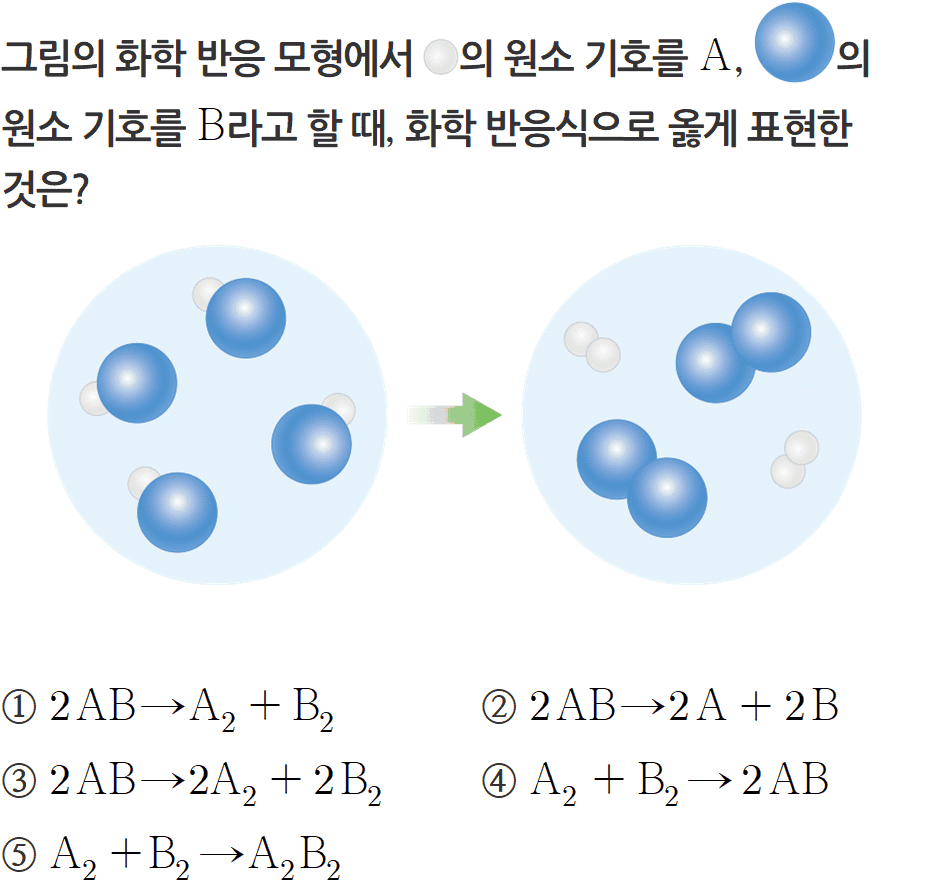 그림의 화학 반응 모형에서 의 원소 기호를 A, 의
원소 기호를 B라고 할 때, 화학 반응식으로 옳게 표현한
것은?
① 2AB→A₂ + B₂ ② 2AB→2A + 2B
③ 2AB→2A₂ + 2B₂ ④ A₂ + B₂→2AB
⑤ A₂+B₂→A₂B₂